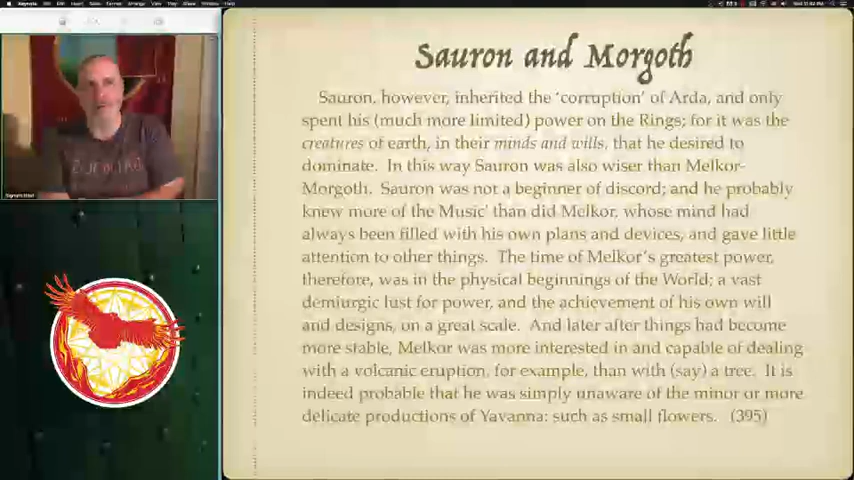 Sauron and Morgoth
Sauron, however, inherited the 'corruption' of Arda, and only
spent his (much more limited) power on the Rings; for it was the
creatures of earth, in their minds and wills, that he desired to
dominate. In this way Sauron was also wiser than Melkor-
Morgoth. Sauron was not a beginner of discord; and he probably
knew more of the 'Music' than did Melkor, whose mind had
always been filled with his own plans and devices, and gave little
attention to other things. The time of Melkor's greatest power,
therefore, was in the physical beginnings of the World; a vast
demiurgic lust for power, and the achievement of his own will
and designs, on a great scale. And later after things had become
more stable, Melkor was more interested in and capable of dealing
with a volcanic eruption, for example, than with (say) a tree. It is
indeed probable that he was simply unaware of the minor or more
delicate productions of Yavanna: such as small flowers. (395)